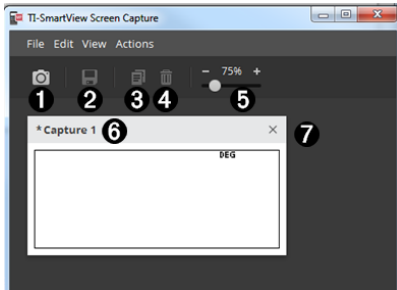 TI-SmartView Screen Capture
File Edit View Actions
- 75% +
1 2 3 4 5
* Capture 1 6 × 7
DEG